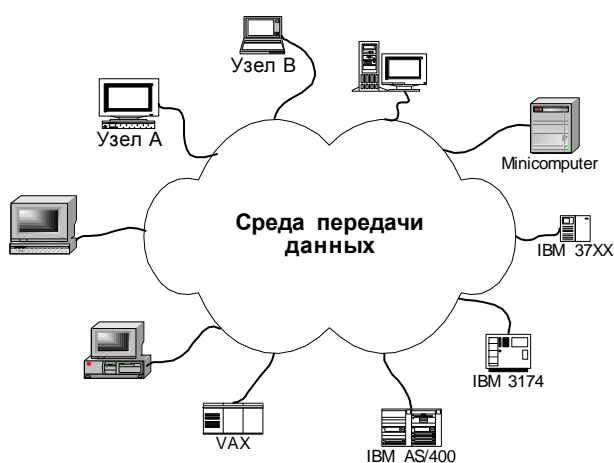 Узел В
Узел А
Minicomputer
Среда передачи
данных
IBM 37XX
IBM 3174
VAX
IBM AS/400